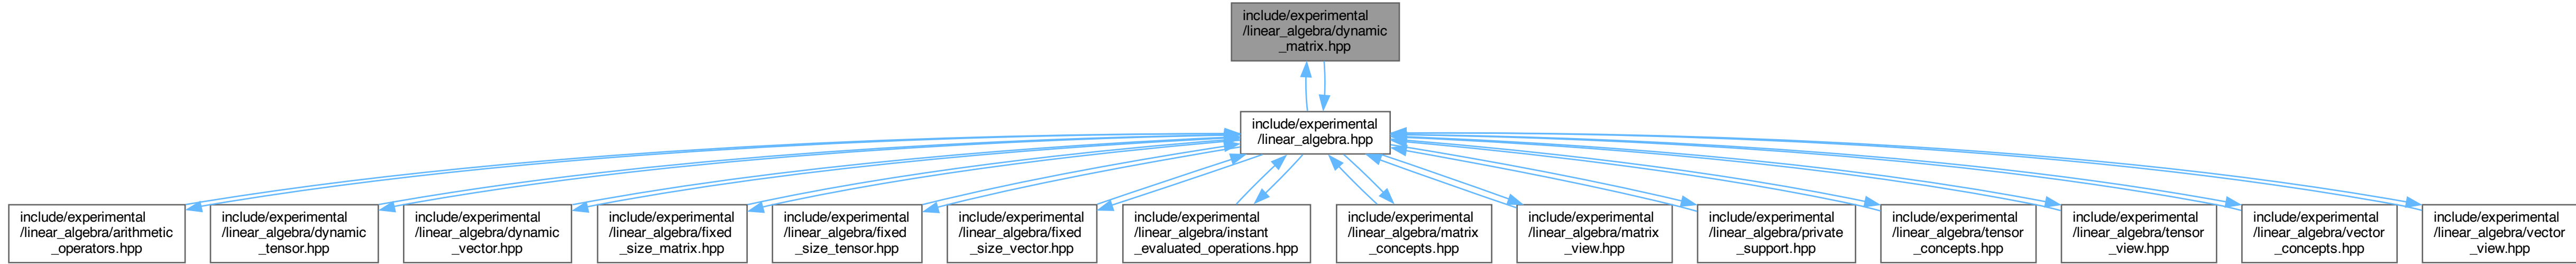 include/experimental
/linear_algebra/dynamic
_matrix.hpp
include/experimental
/linear_algebra.hpp
include/experimental
/linear_algebra/arithmetic
_operators.hpp
include/experimental
/linear_algebra/dynamic
_tensor.hpp
include/experimental
/linear_algebra/dynamic
_vector.hpp
include/experimental
/linear_algebra/fixed
_size_matrix.hpp
include/experimental
/linear_algebra/fixed
_size_tensor.hpp
include/experimental
/linear_algebra/fixed
_size_vector.hpp
include/experimental
/linear_algebra/instant
_evaluated_operations.hpp
include/experimental
/linear_algebra/matrix
_concepts.hpp
include/experimental
/linear_algebra/matrix
_view.hpp
include/experimental
/linear_algebra/private
_support.hpp
include/experimental
/linear_algebra/tensor
_concepts.hpp
include/experimental
/linear_algebra/tensor
_view.hpp
include/experimental
/linear_algebra/vector
_concepts.hpp
include/experimental
/linear_algebra/vector
_view.hpp